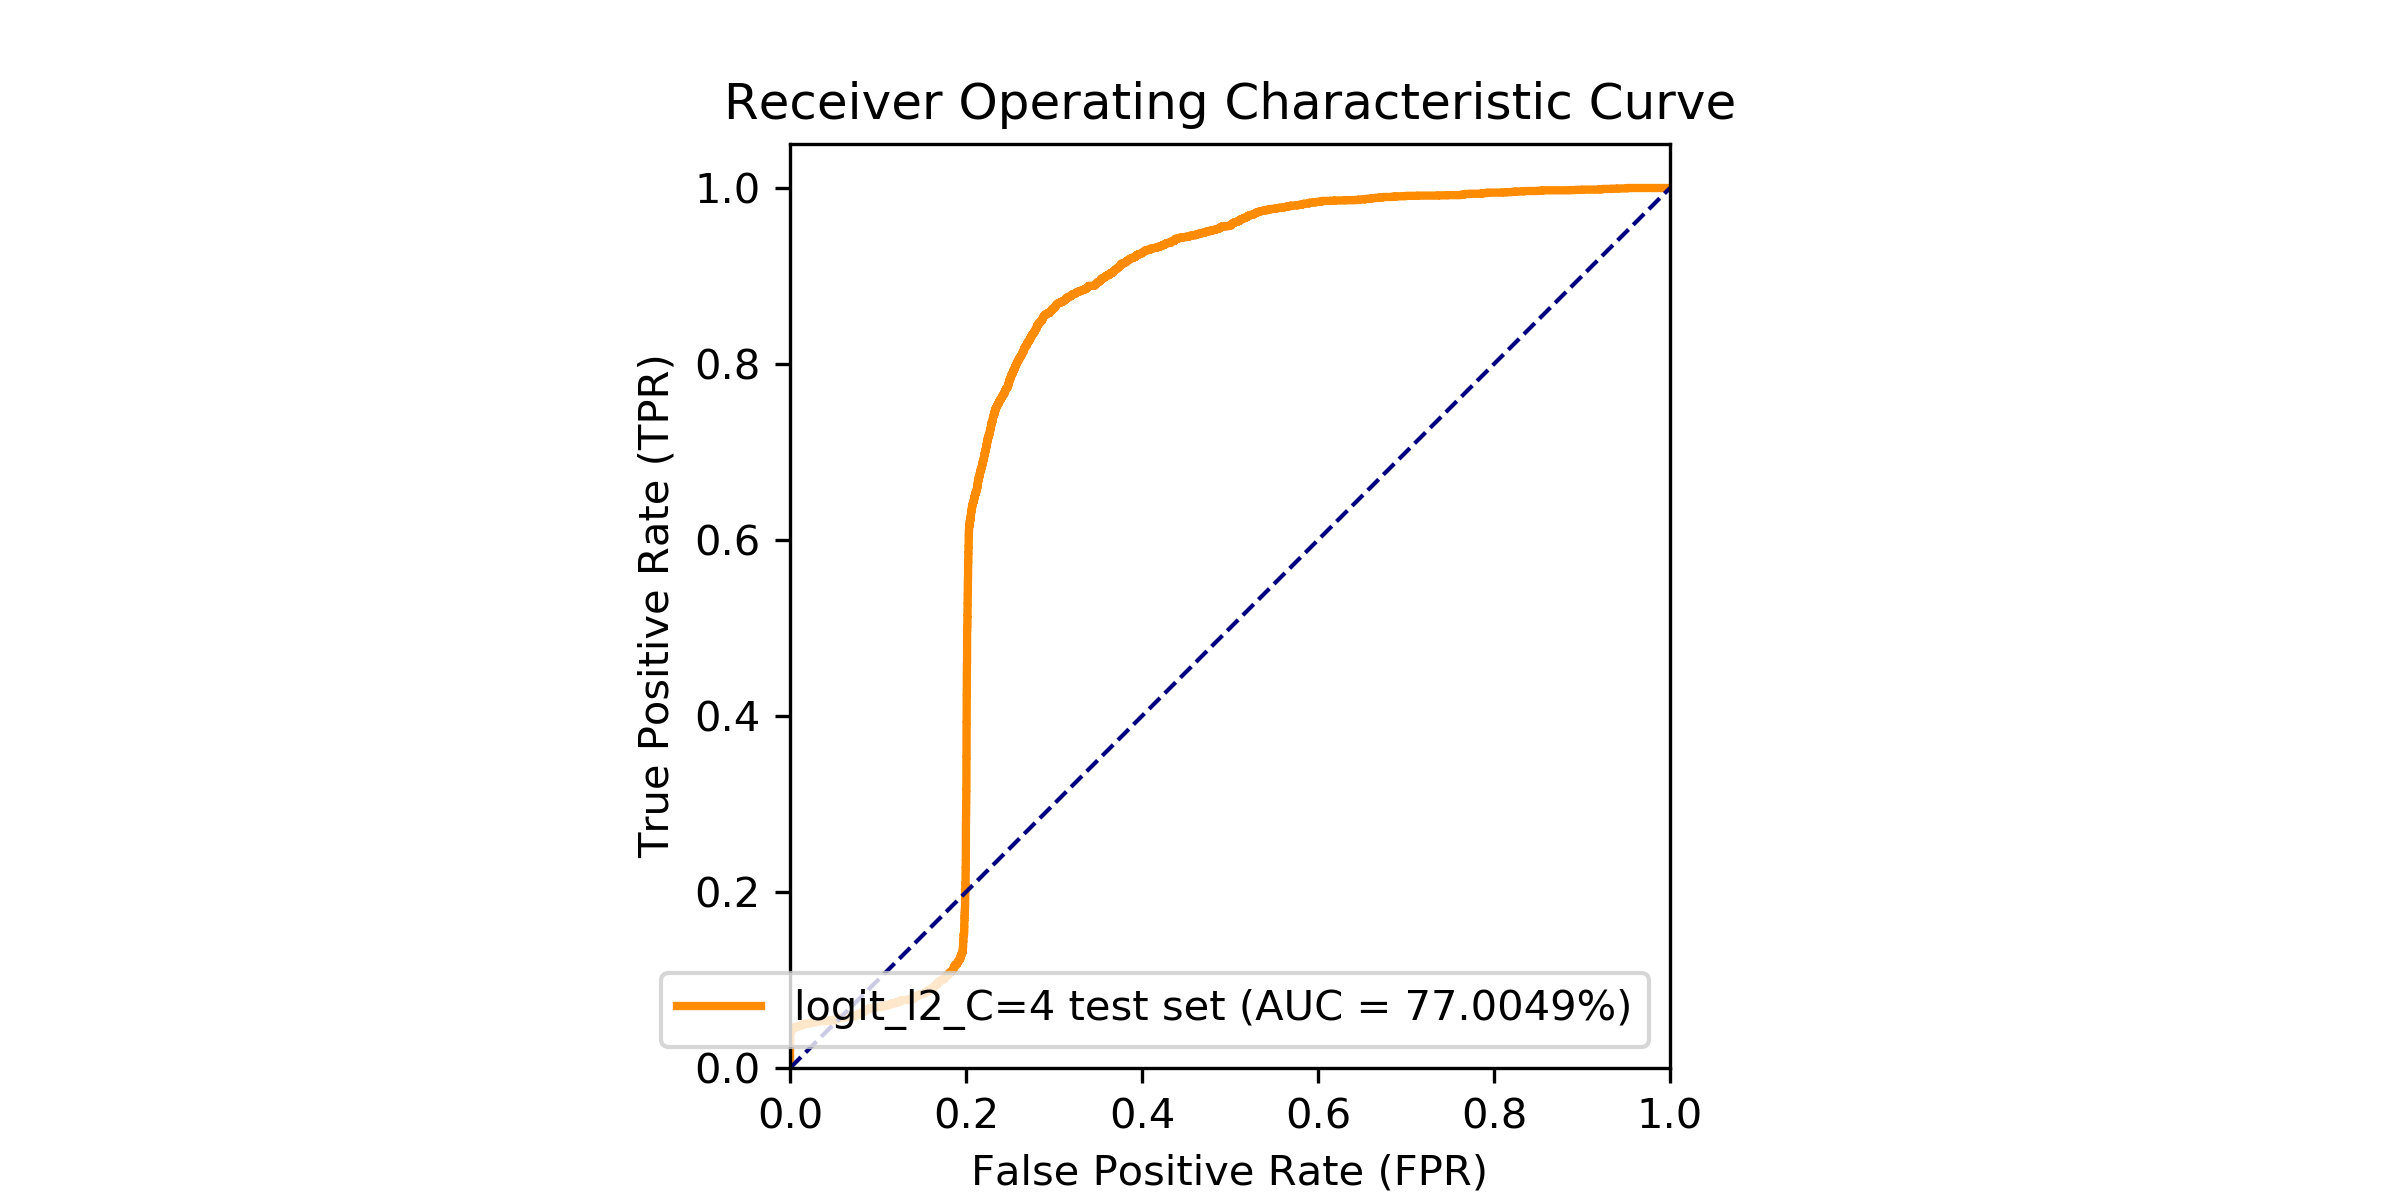 Receiver Operating Characteristic Curve
True Positive Rate (TPR)
1.0
0.8
0.6
0.4
0.2
0.0
logit_l2_C=4 test set (AUC = 77.0049%)
0.0 0.2 0.4 0.6 0.8 1.0
False Positive Rate (FPR)